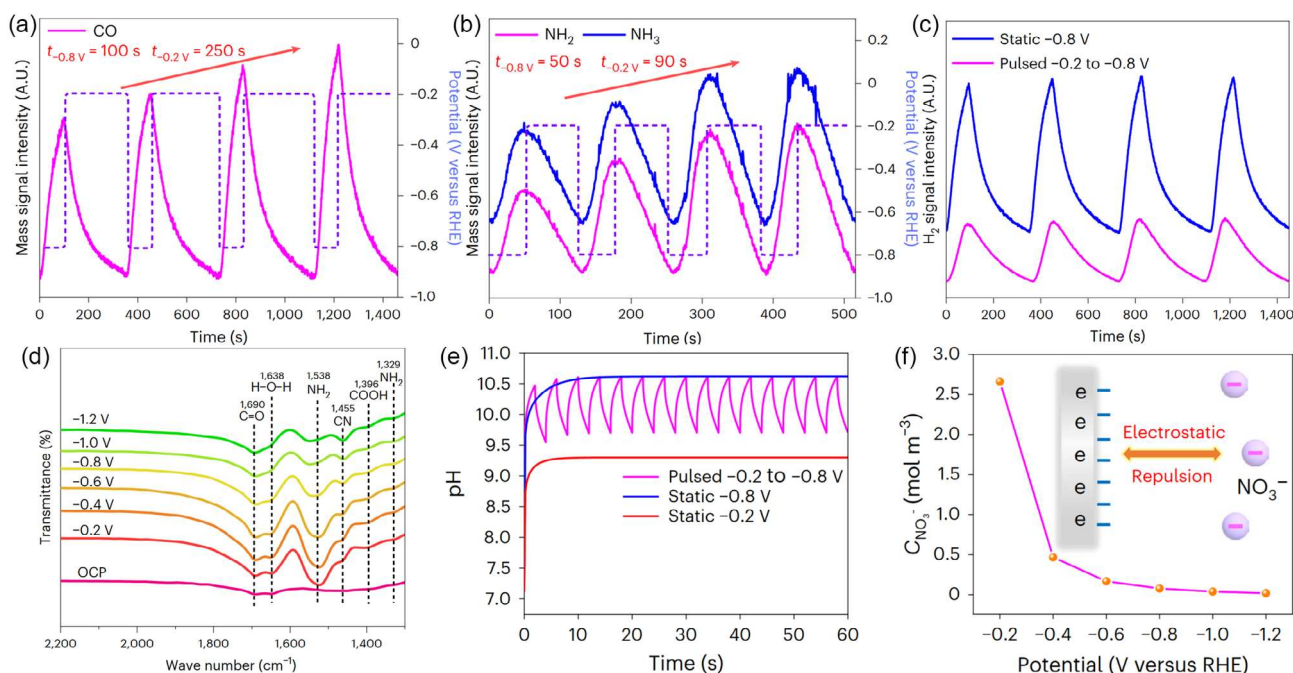 (a)
CO
t−0.8 V = 100 s t−0.2 V = 250 s
Mass signal intensity (A.U.)
0
−0.2
−0.4
−0.6
−0.8
−1.0
Potential (V versus RHE)
0 200 400 600 800 1,000 1,200 1,400
Time (s)
(b)
NH2 NH3
t−0.8 V = 50 s t−0.2 V = 90 s
Mass signal intensity (A.U.)
0.2
0
−0.2
−0.4
−0.6
−0.8
−1.0
Potential (V versus RHE)
0 100 200 300 400 500
Time (s)
(c)
Static −0.8 V
Pulsed −0.2 to −0.8 V
H2 signal intensity (A.U.)
0 200 400 600 800 1,000 1,200 1,400
Time (s)
(d)
1,690
C=O
1,638
H–O–H
1,538
NH2
1,455
CN
1,396
COOH
1,329
NH2
−1.2 V
−1.0 V
−0.8 V
−0.6 V
−0.4 V
−0.2 V
OCP
Transmittance (%)
2,200 2,000 1,800 1,600 1,400
Wave number (cm−1)
(e)
11.0
10.5
10.0
9.5
9.0
8.5
8.0
7.5
7.0
pH
Pulsed −0.2 to −0.8 V
Static −0.8 V
Static −0.2 V
0 10 20 30 40 50 60
Time (s)
(f)
3.0
2.5
2.0
1.5
1.0
0.5
0
CNO3− (mol m−3)
e
e
e
e
e
Electrostatic
Repulsion
NO3−
−0.2 −0.4 −0.6 −0.8 −1.0 −1.2
Potential (V versus RHE)